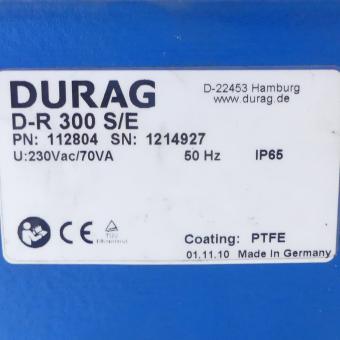 DURAG
D-22453 Hamburg
www.durag.de
D-R 300 S/E
PN: 112804 SN: 1214927
U:230Vac/70VA 50 Hz IP65
CE
TÜV
Coating: PTFE
01.11.10 Made in Germany